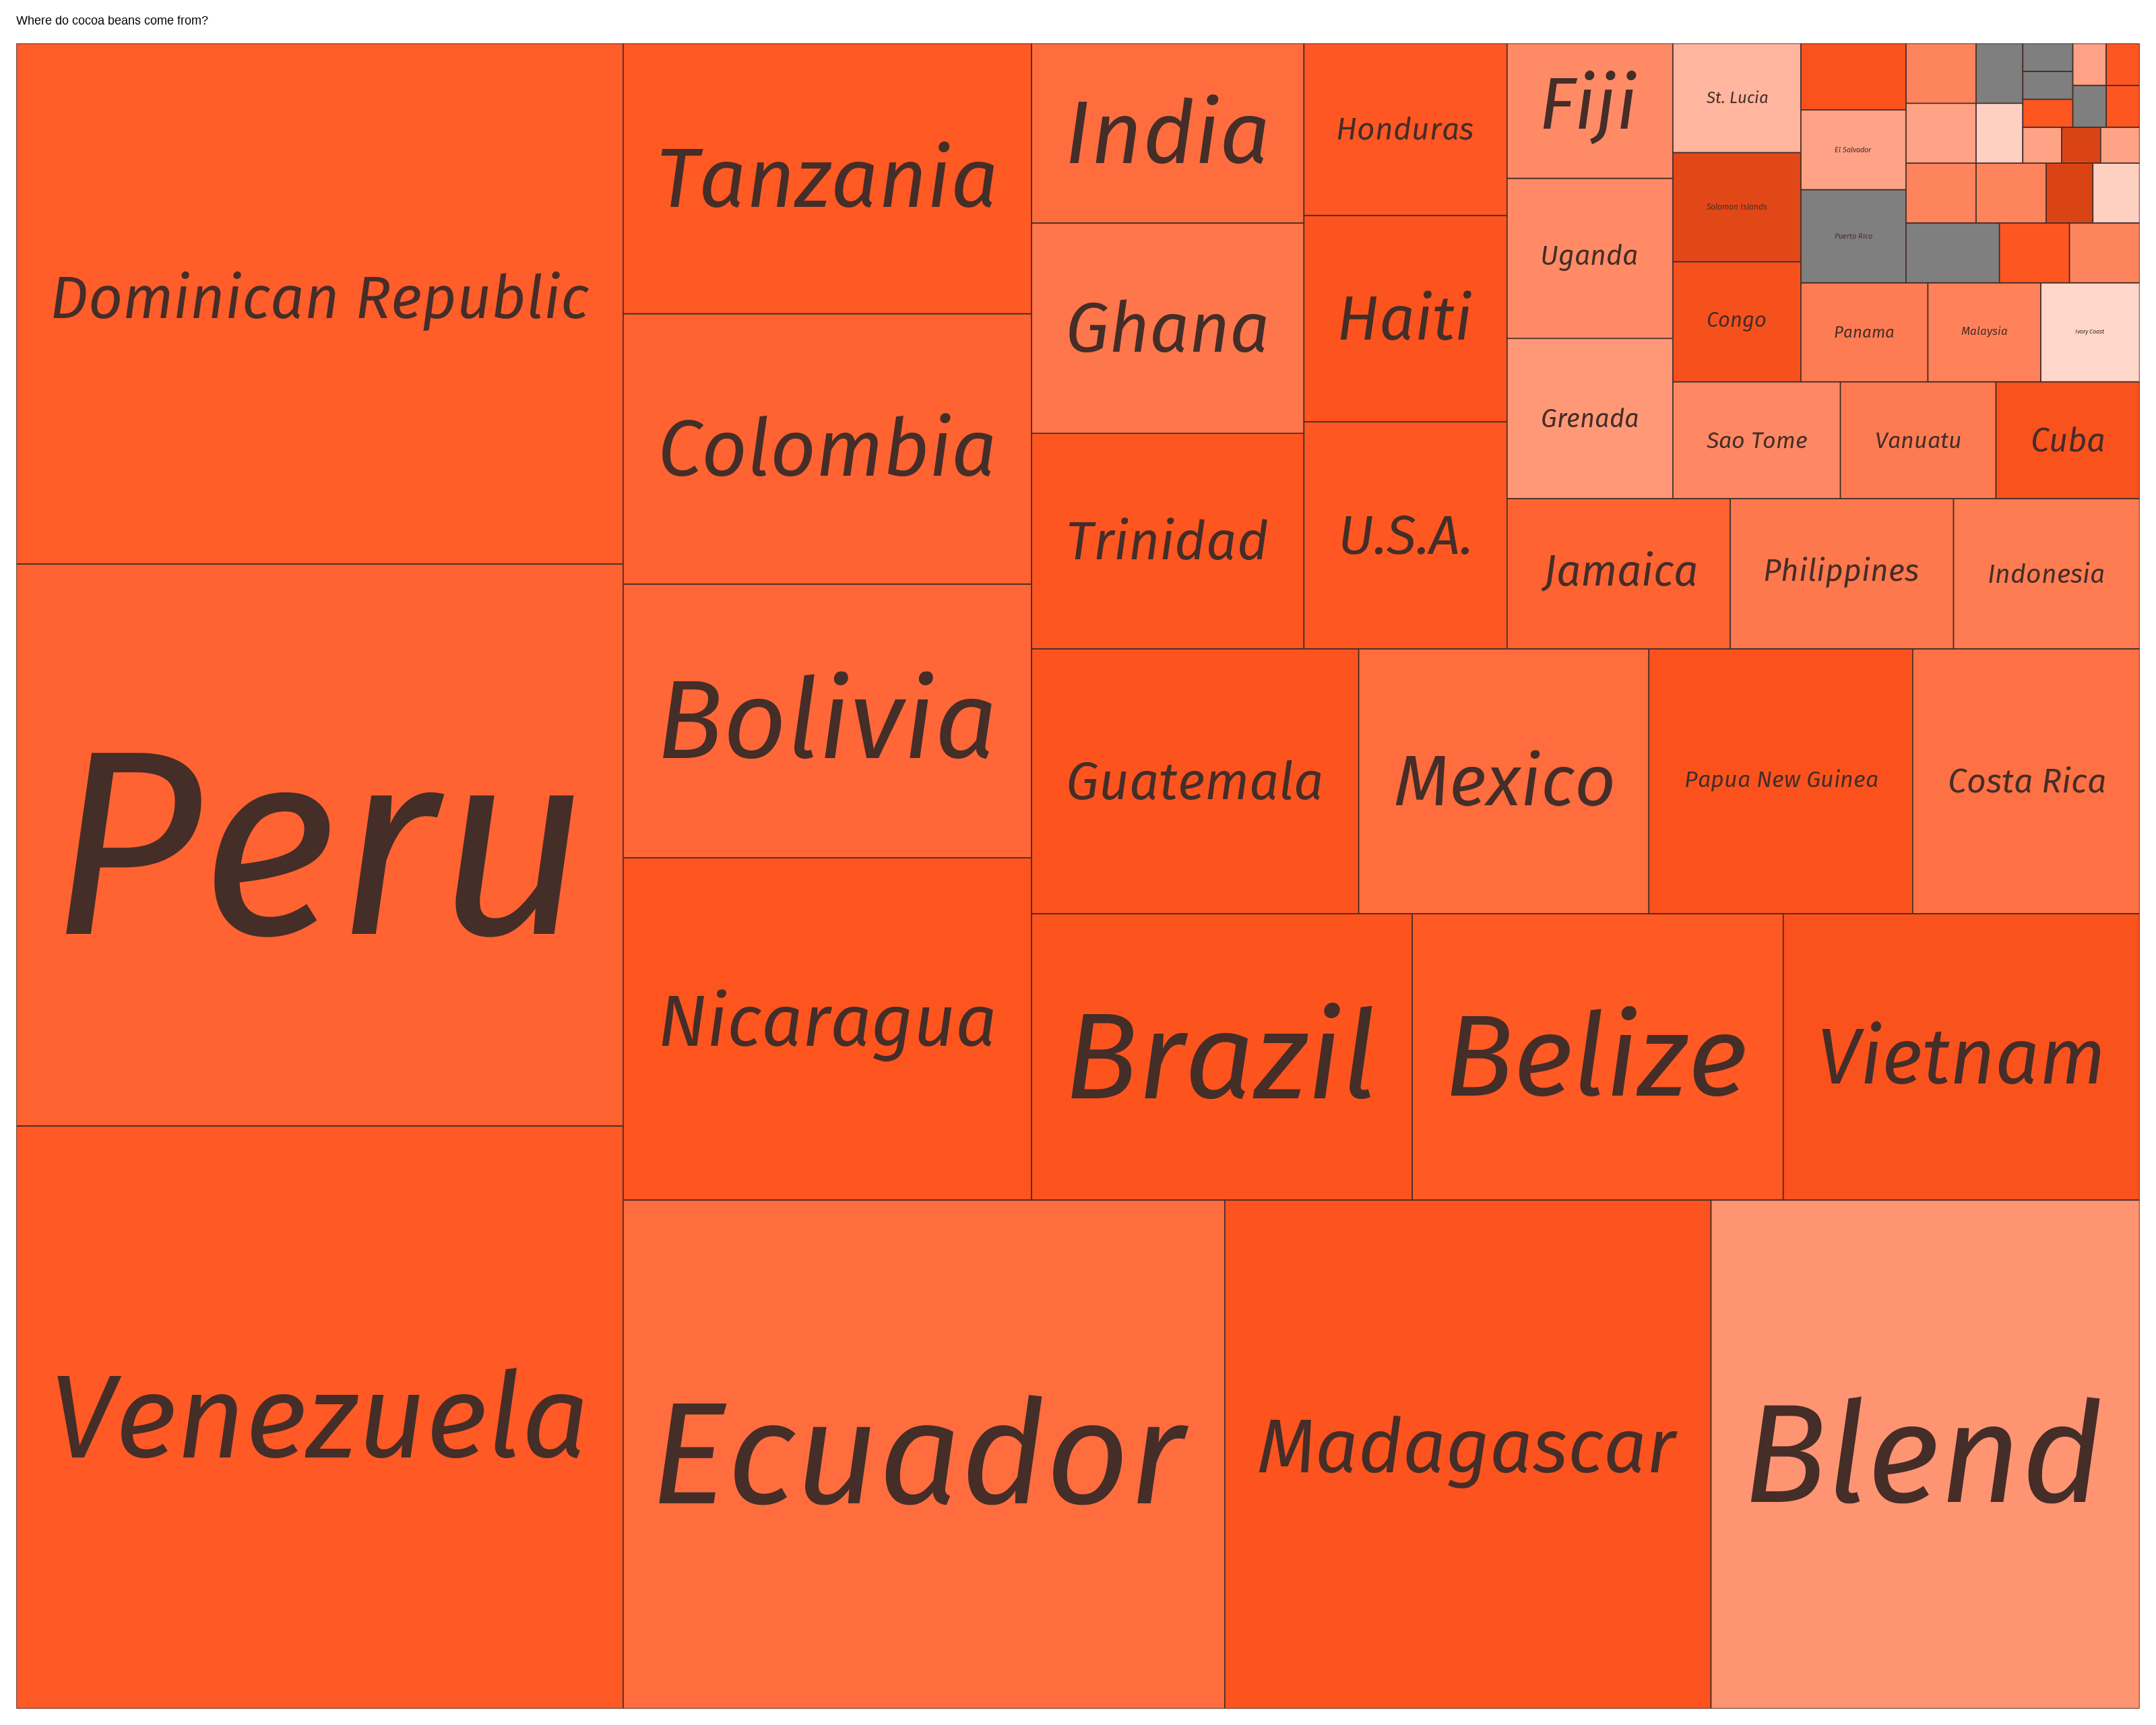 Where do cocoa beans come from?
Dominican Republic
Peru
Venezuela
Tanzania
Colombia
Bolivia
Nicaragua
Ecuador
Madagascar
Blend
India
Ghana
Trinidad
Honduras
Haiti
U.S.A.
Guatemala
Mexico
Papua New Guinea
Costa Rica
Brazil
Belize
Vietnam
Fiji
Uganda
Grenada
Jamaica
Philippines
Indonesia
St. Lucia
Solomon Islands
Congo
Sao Tome
Vanuatu
Cuba
El Salvador
Puerto Rico
Panama
Malaysia
Ivory Coast